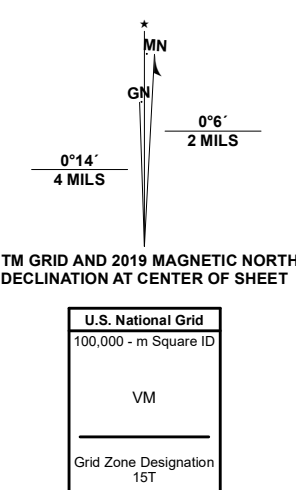 MN
GN
0°6´
2 MILS
0°14´
4 MILS
TM GRID AND 2019 MAGNETIC NORTH
DECLINATION AT CENTER OF SHEET
U.S. National Grid
100,000 - m Square ID
VM
Grid Zone Designation
15T